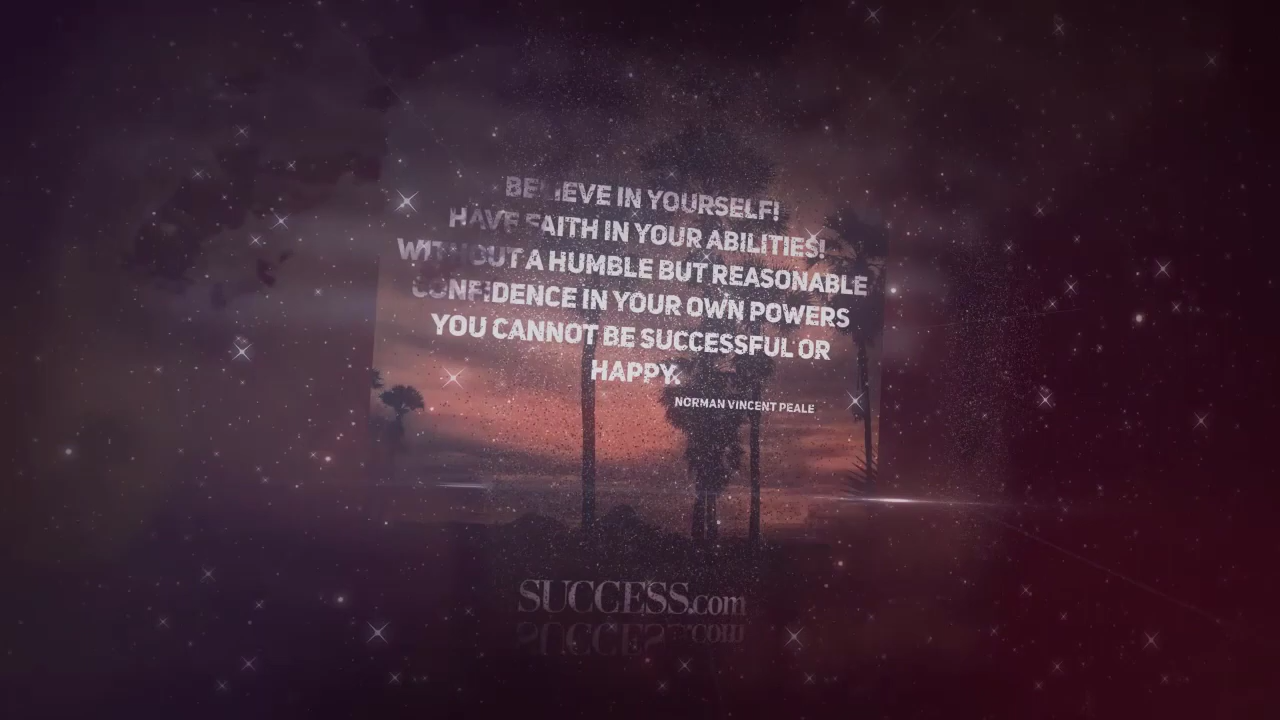 BELIEVE IN YOURSELF!
HAVE FAITH IN YOUR ABILITIES!
WITHOUT A HUMBLE BUT REASONABLE
CONFIDENCE IN YOUR OWN POWERS
YOU CANNOT BE SUCCESSFUL OR
HAPPY.
NORMAN VINCENT PEALE
SUCCESS.com